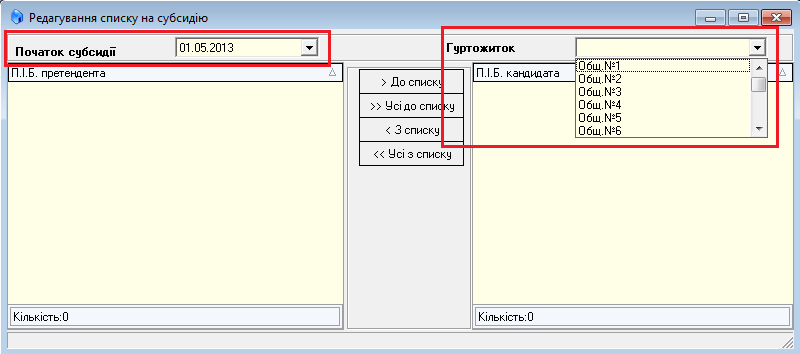 Редагування списку на субсидію
Початок субсидії 01.05.2013 Гуртожиток
П.І.Б. претендента
> До списку
>> Усі до списку
< З списку
<< Усі з списку
П.І.Б. кандидата
Общ.№1
Общ.№2
Общ.№3
Общ.№4
Общ.№5
Общ.№6
Кількість:0
Кількість:0